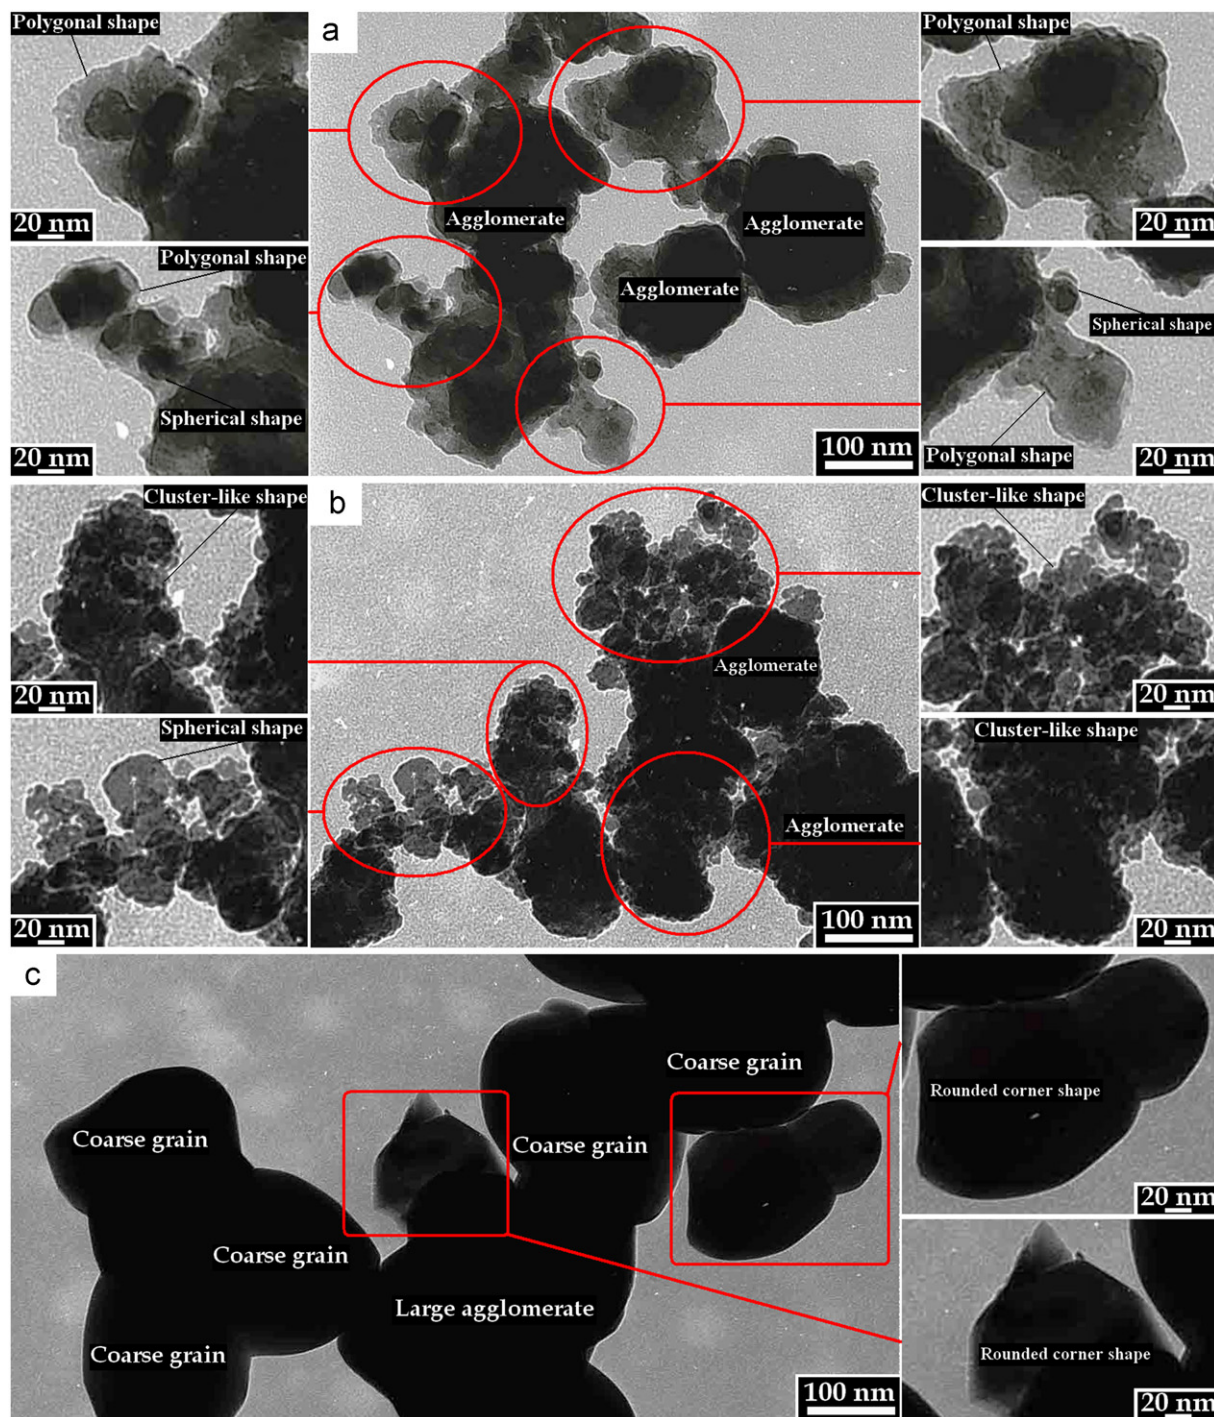 Polygonal shape
20 nm
Polygonal shape
Spherical shape
20 nm
a
Agglomerate
Agglomerate
Agglomerate
100 nm
Polygonal shape
20 nm
Spherical shape
Polygonal shape
20 nm
Cluster-like shape
20 nm
Spherical shape
20 nm
b
Agglomerate
Agglomerate
100 nm
Cluster-like shape
20 nm
Cluster-like shape
20 nm
c
Coarse grain
Coarse grain
Coarse grain
Coarse grain
Large agglomerate
Coarse grain
100 nm
Rounded corner shape
20 nm
Rounded corner shape
20 nm